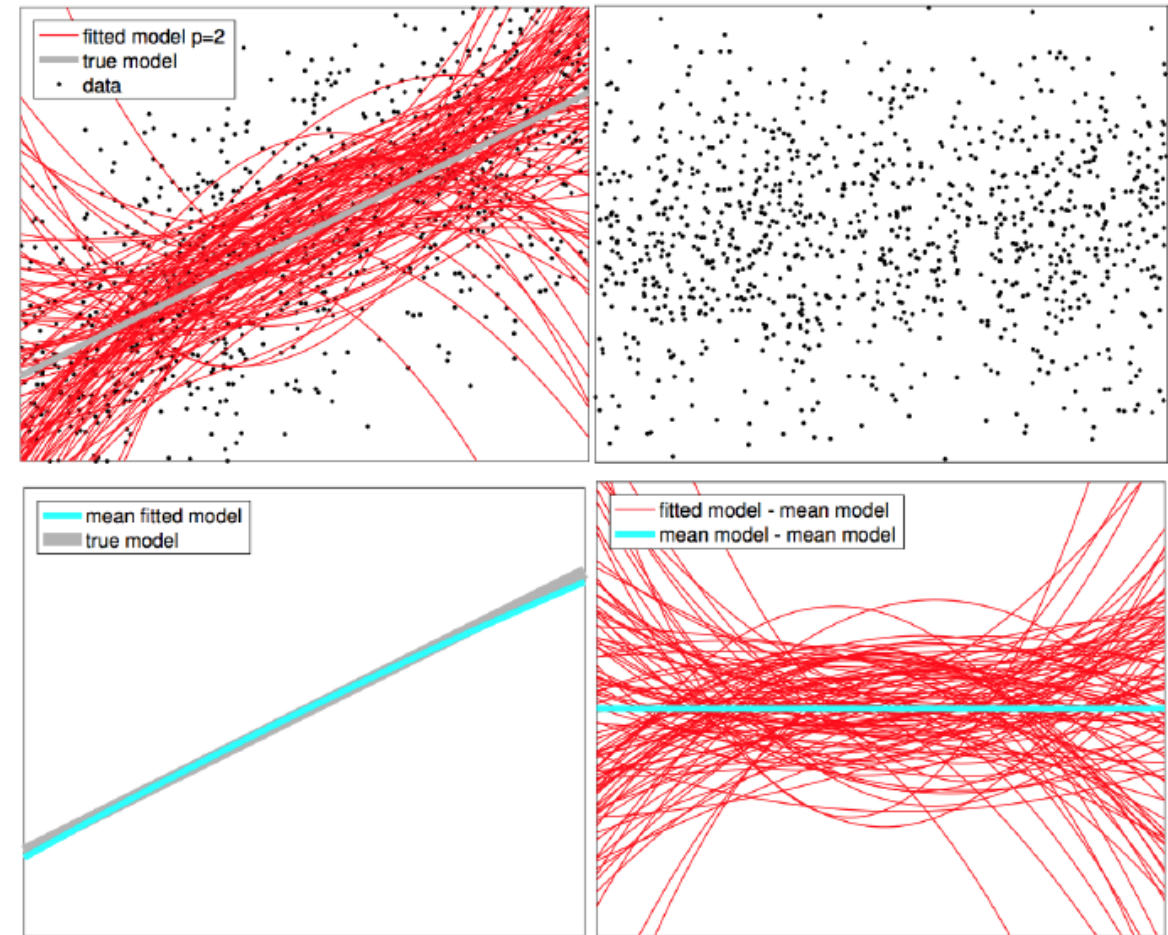 fitted model p=2
true model
data
mean fitted model
true model
fitted model - mean model
mean model - mean model